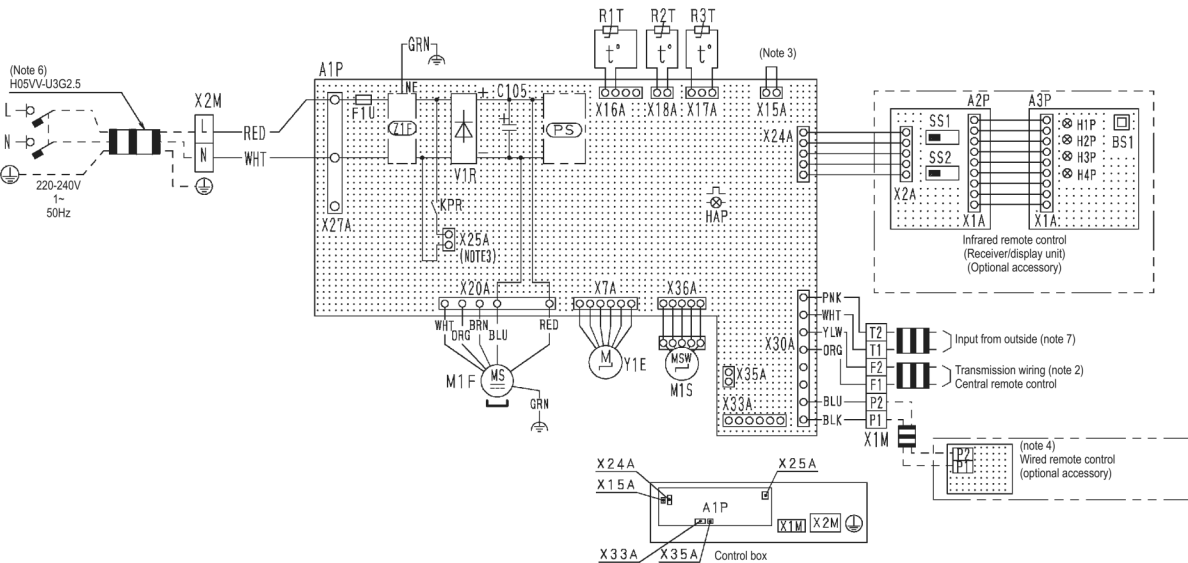 R1T
R2T
R3T
t°
t°
t°
(Note 3)
(Note 6)
H05VV-U3G2.5
GRN
A1P
X2M
L
N
L
N
RED
WHT
220-240V
1~
50Hz
F1U
NE
Z1F
+
C105
+
-
V1R
PS
X16A
X18A
X17A
X15A
X24A
X27A
KPR
X25A
(NOTE3)
HAP
A2P
A3P
SS1
SS2
H1P
H2P
H3P
H4P
BS1
X2A
X1A
X1A
Infrared remote control
(Receiver/display unit)
(Optional accessory)
X20A
X7A
X36A
WHT
ORG
BRN
BLU
RED
M1F
MS
GRN
M
Y1E
MSW
M1S
X30A
X35A
X33A
PNK
WHT
YLW
ORG
BLU
BLK
T2
T1
F2
F1
P2
P1
X1M
Input from outside (note 7)
Transmission wiring (note 2)
Central remote control
P2
P1
(note 4)
Wired remote control
(optional accessory)
X24A
X15A
X25A
A1P
X1M
X2M
X33A
X35A
Control box